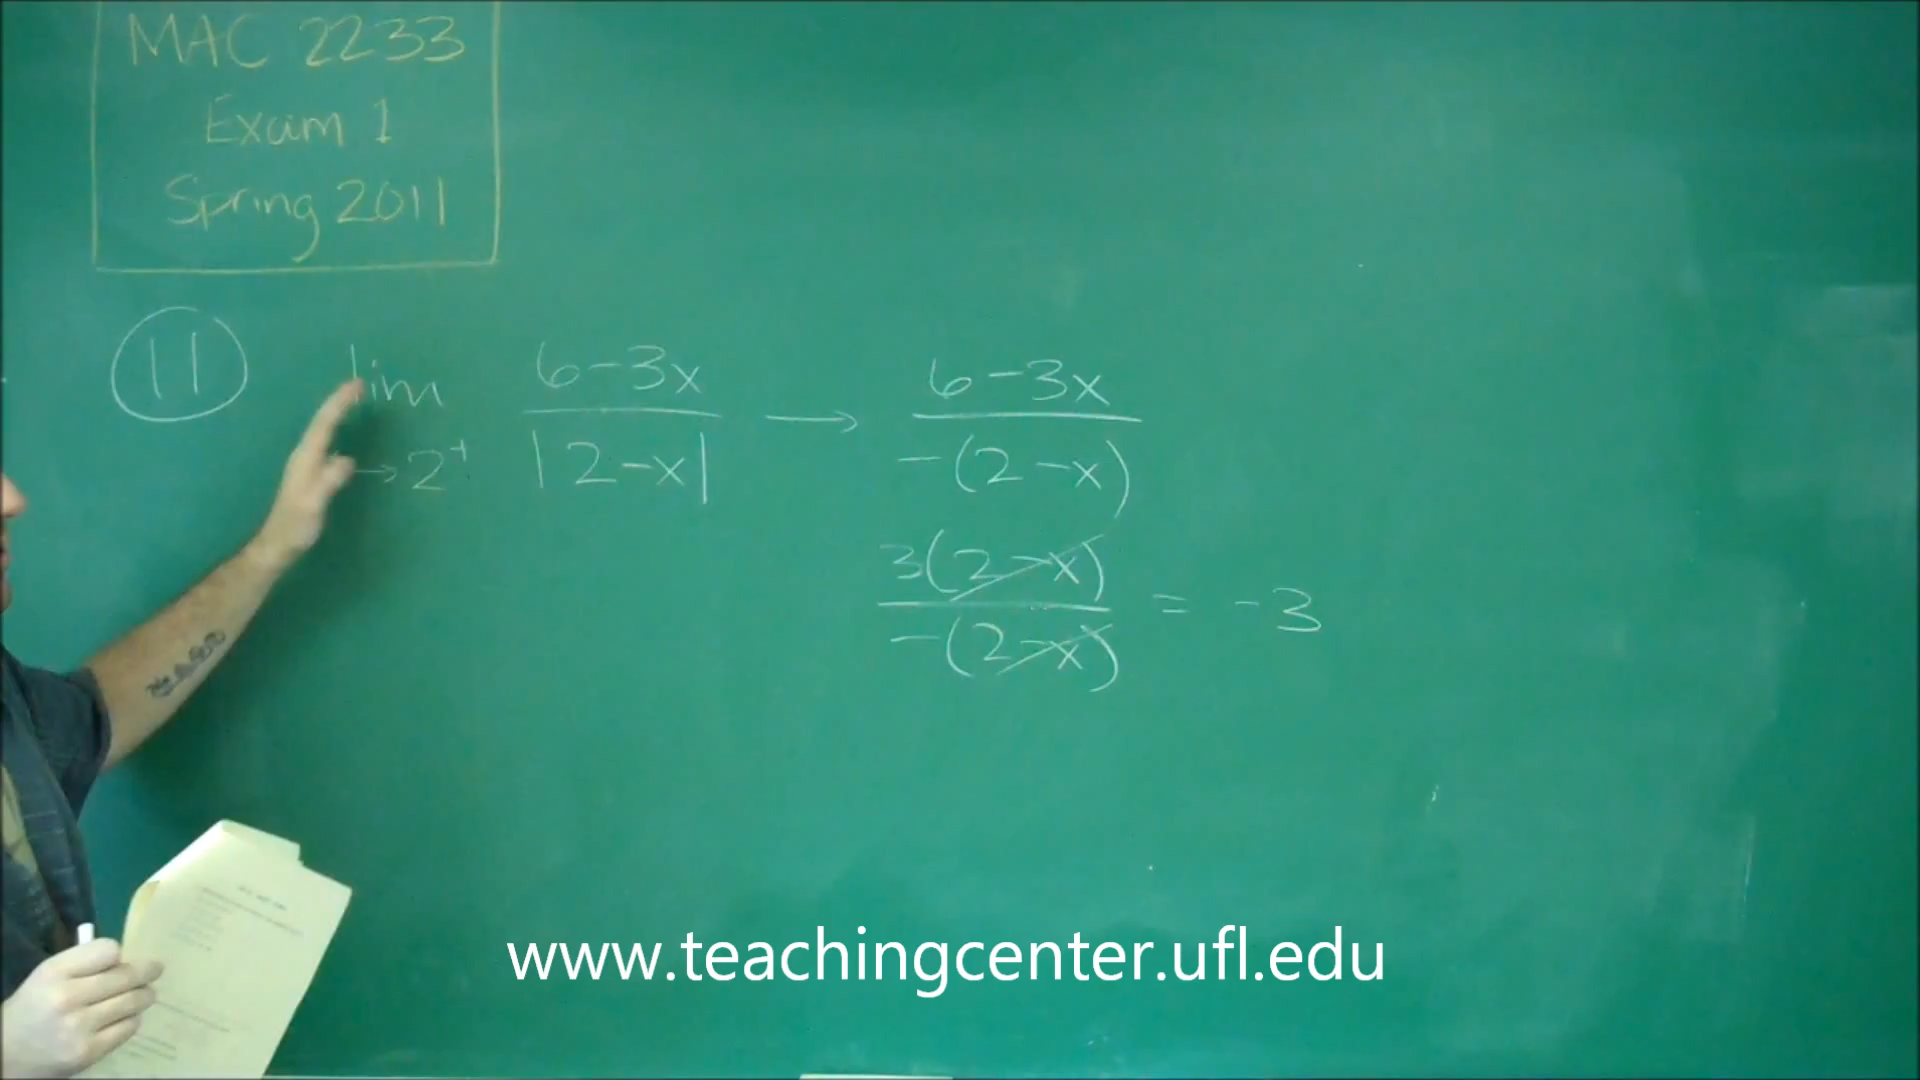 MAC 2233
Exam 1
Spring 2011
11 lim 6-3x → 6-3x
→2⁺ |2-x| -(2-x)
3(2-x)
-(2-x) = -3
www.teachingcenter.ufl.edu